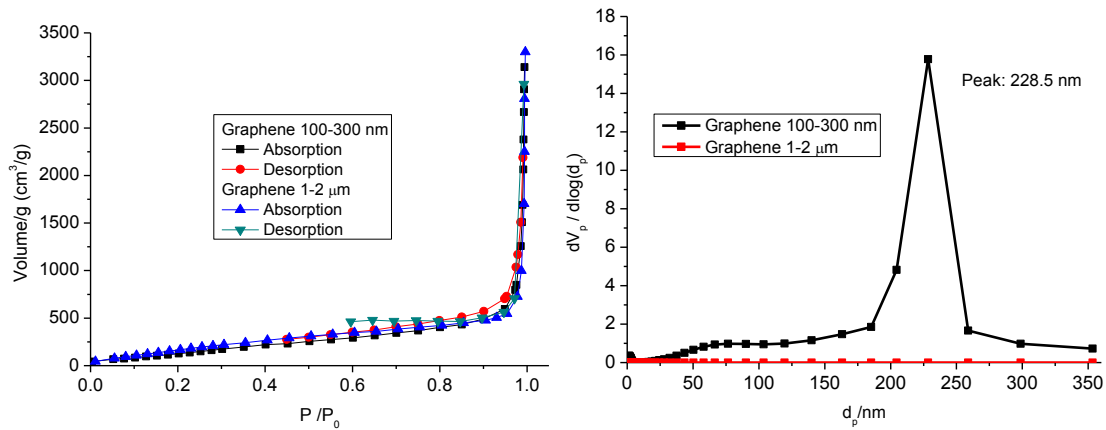 3500
3000
2500
2000
1500
1000
500
0
Volume/g (cm³/g)
Graphene 100-300 nm
Absorption
Desorption
Graphene 1-2 μm
Absorption
Desorption
0.0 0.2 0.4 0.6 0.8 1.0
P /P₀
18
16
14
12
10
8
6
4
2
0
dVₚ / dlog(dₚ)
Peak: 228.5 nm
Graphene 100-300 nm
Graphene 1-2 μm
0 50 100 150 200 250 300 350
dₚ/nm